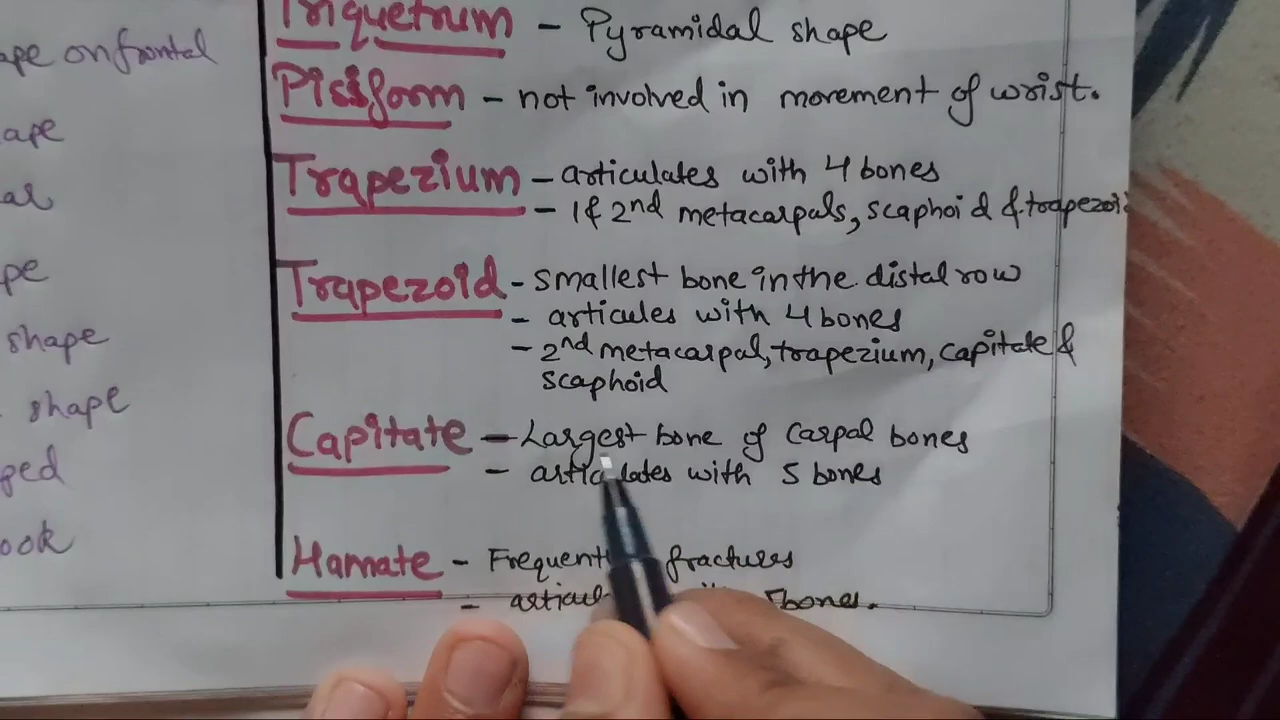 ape on frontal
ape
al
pe
shape
shape
ped
ook
Triquetrum - Pyramidal shape
Pisiform - not involved in movement of wrist.
Trapezium - articulates with 4 bones
- 1 & 2nd metacarpals, scaphoid & trapezoid
Trapezoid - smallest bone in the distal row
- articules with 4 bones
- 2nd metacarpal, trapezium, capitate &
scaphoid
Capitate - Largest bone of carpal bones
- articulates with 5 bones
Hamate - Frequent fractures
- articul 5 bones.